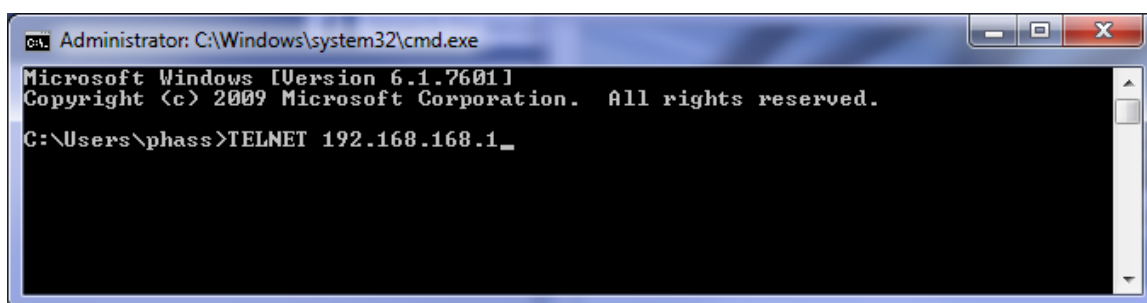 Administrator: C:\Windows\system32\cmd.exe
Microsoft Windows [Version 6.1.7601]
Copyright (c) 2009 Microsoft Corporation.  All rights reserved.
C:\Users\phass>TELNET 192.168.168.1_